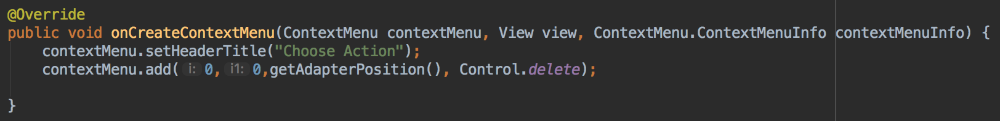 @Override
public void onCreateContextMenu(ContextMenu contextMenu, View view, ContextMenu.ContextMenuInfo contextMenuInfo) {
    contextMenu.setHeaderTitle("Choose Action");
    contextMenu.add( i: 0, i1: 0,getAdapterPosition(), Control.delete);
}